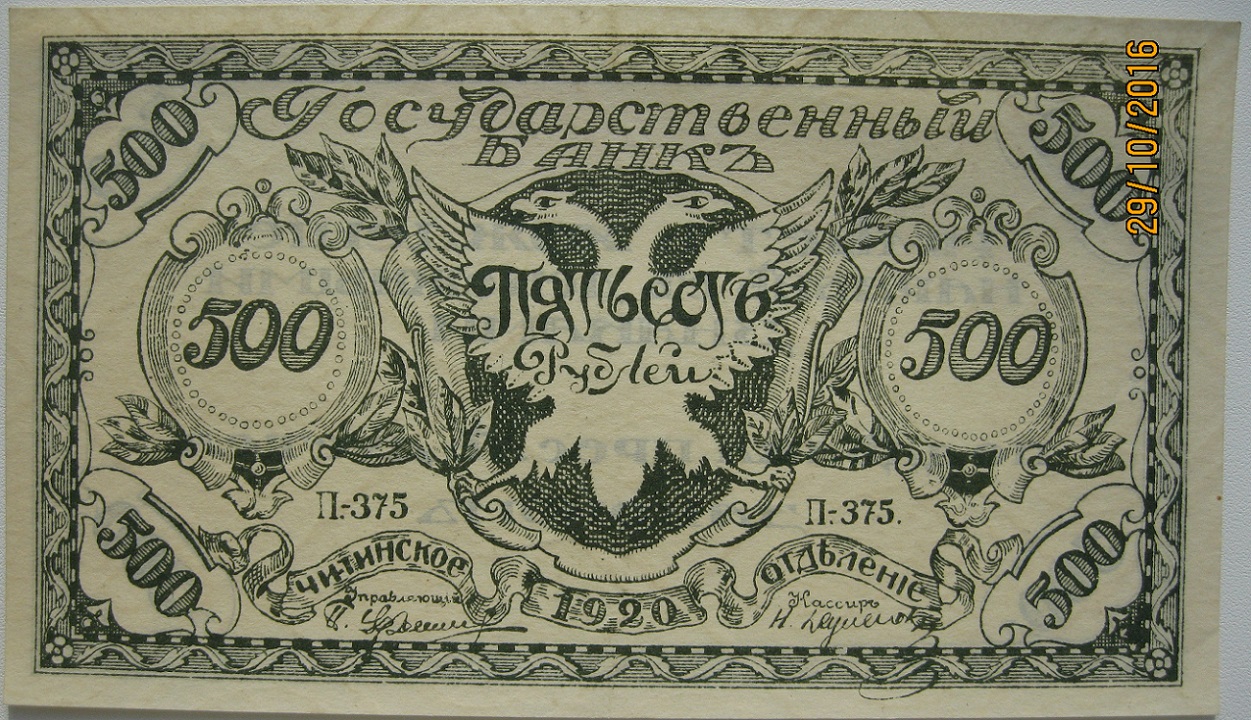 Государственный
Банкъ
500
500
29/10/2016
Пятьсотъ
Рублей
500
500
П.-375
П.-375.
500
500
Читинское
1920
Отдѣленіе
Управляющій
Кассиръ